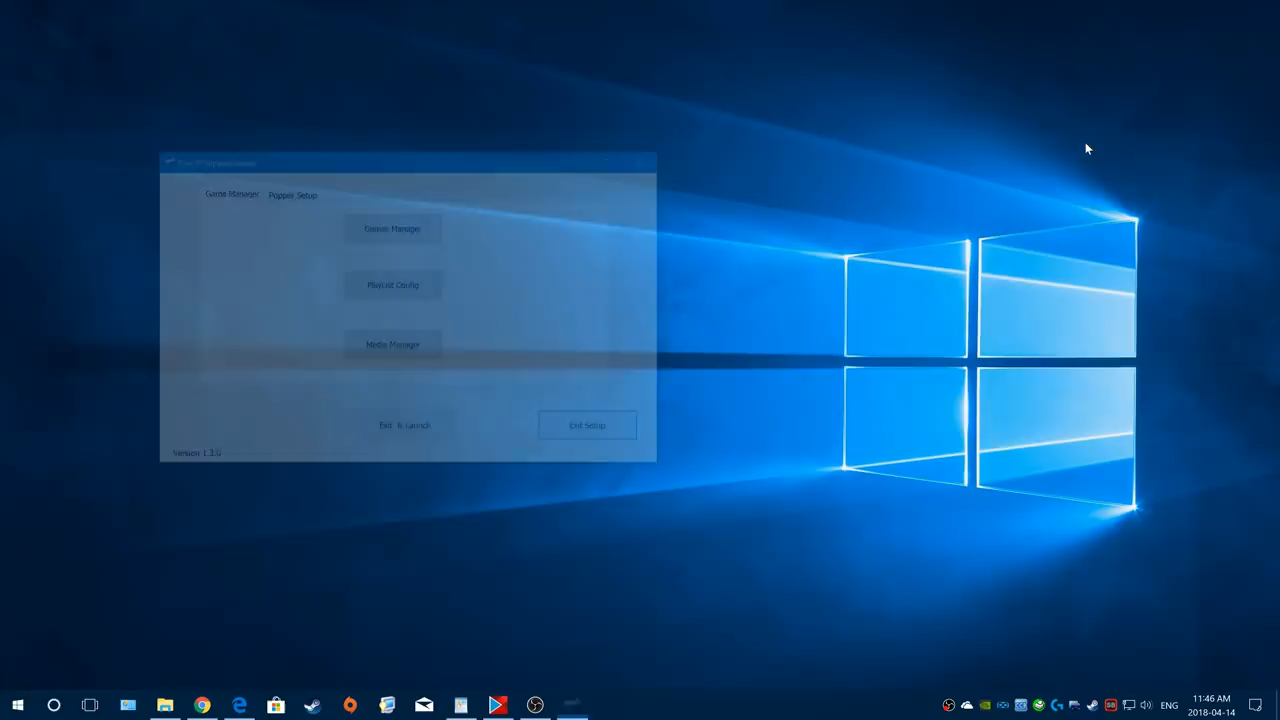 Game Manager Popper Setup
Games Manager
PlayList Config
Media Manager
Exit & Launch Exit Setup
Version 1.3.0
ENG
11:46 AM
2018-04-14